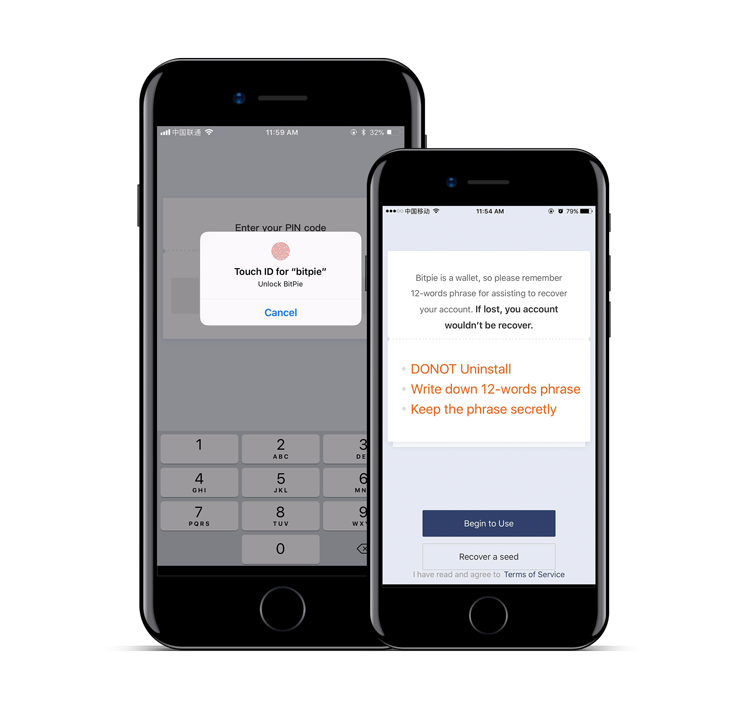 中国联通 11:59 AM 32%
Enter your PIN code
Touch ID for “bitpie”
Unlock BitPie
Cancel
1 2 3
ABC DE
4 5 6
GHI JKL MN
7 8 9
PQRS TUV WX
0
中国移动 11:54 AM 79%
Bitpie is a wallet, so please remember
12-words phrase for assisting to recover
your account. If lost, you account
wouldn’t be recover.
DONOT Uninstall
Write down 12-words phrase
Keep the phrase secretly
Begin to Use
Recover a seed
I have read and agree to Terms of Service